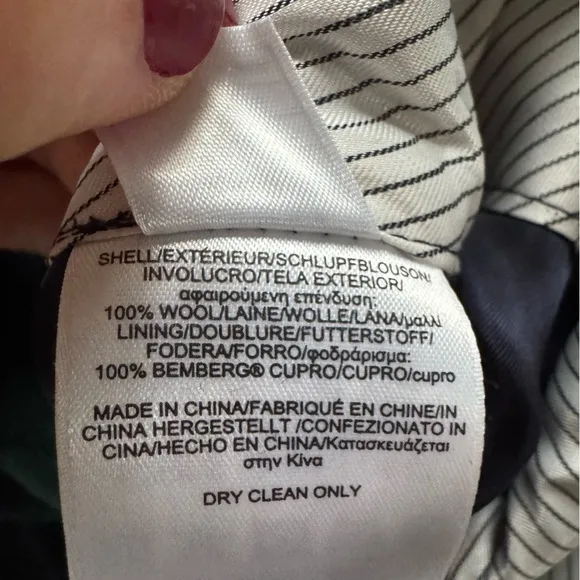 SHELL/EXTÉRIEUR/SCHLUPFBLOUSON/
INVOLUCRO/TELA EXTERIOR/
αφαιρούμενη επένδυση:
100% WOOL/LAINE/WOLLE/LANA/μαλλί
LINING/DOUBLURE/FUTTERSTOFF/
FODERA/FORRO/φοδράρισμα:
100% BEMBERG® CUPRO/CUPRO/cupro
MADE IN CHINA/FABRIQUÉ EN CHINE/IN
CHINA HERGESTELLT /CONFEZIONATO IN
CINA/HECHO EN CHINA/Κατασκευάζεται
στην Κίνα
DRY CLEAN ONLY